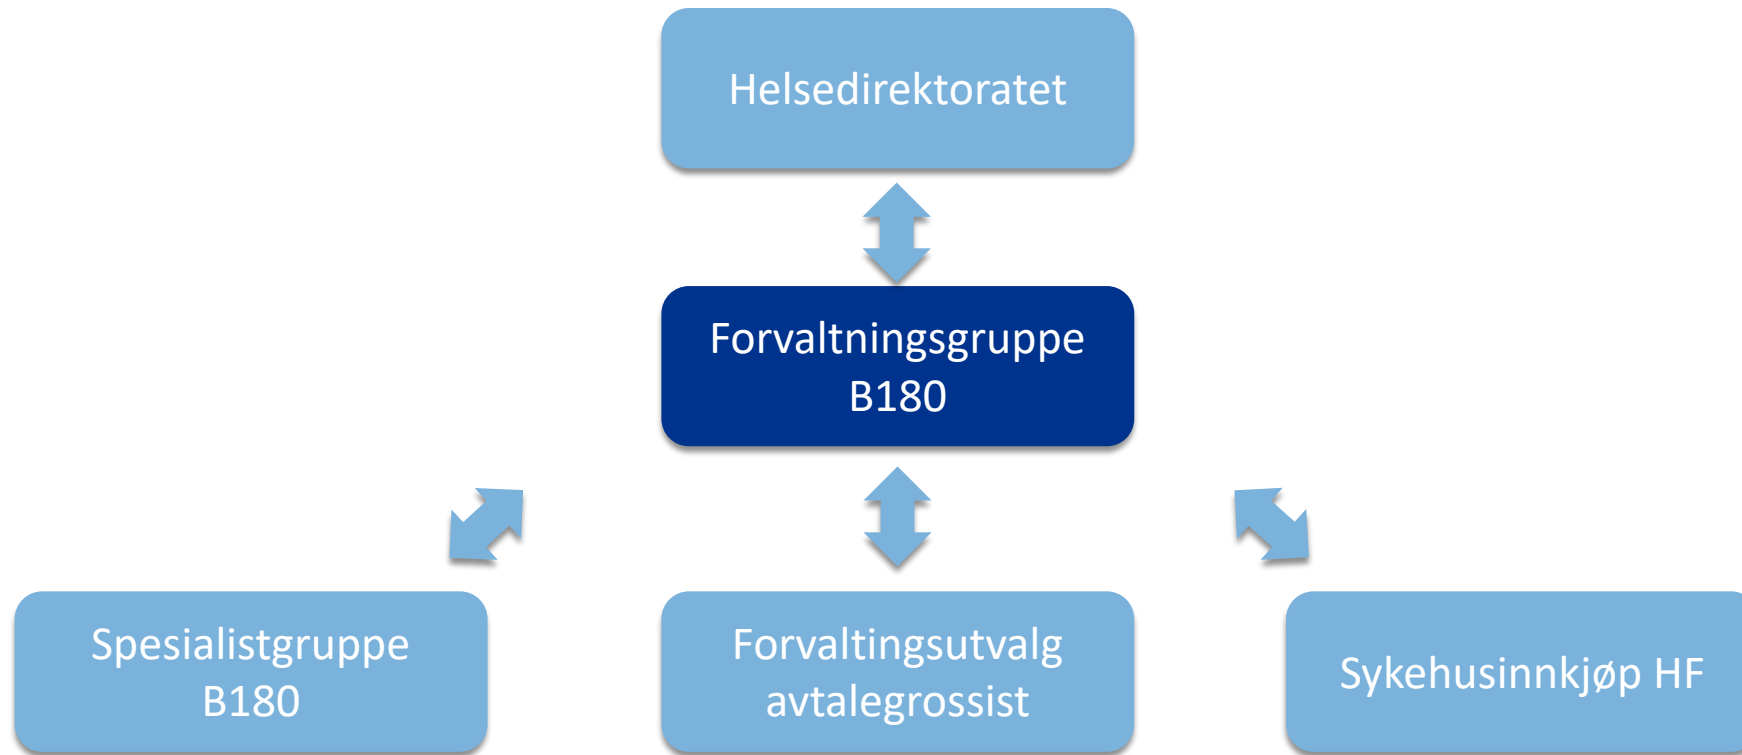 Helsedirektoratet
Forvaltningsgruppe
B180
Spesialistgruppe
B180
Forvaltingsutvalg
avtalegrossist
Sykehusinnkjøp HF